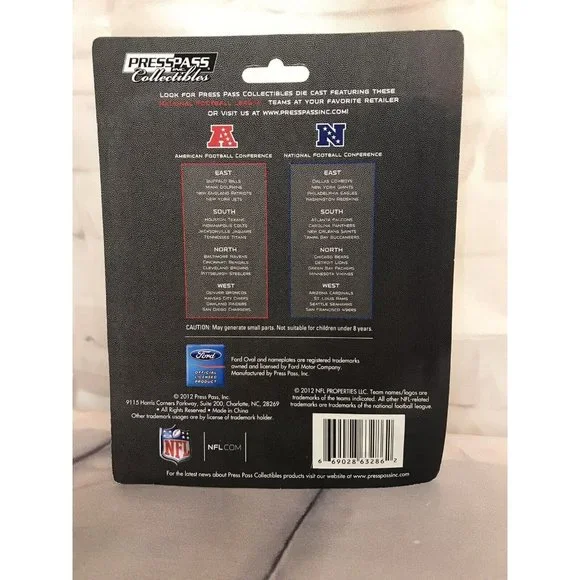 PRESSPASS
Collectibles
LOOK FOR PRESS PASS COLLECTIBLES DIE CAST FEATURING THESE
NATIONAL FOOTBALL LEAGUE TEAMS AT YOUR FAVORITE RETAILER
OR VISIT US AT WWW.PRESSPASSINC.COM!
A
AMERICAN FOOTBALL CONFERENCE
EAST
BUFFALO BILLS
MIAMI DOLPHINS
NEW ENGLAND PATRIOTS
NEW YORK JETS
SOUTH
HOUSTON TEXANS
INDIANAPOLIS COLTS
JACKSONVILLE JAGUARS
TENNESSEE TITANS
NORTH
BALTIMORE RAVENS
CINCINNATI BENGALS
CLEVELAND BROWNS
PITTSBURGH STEELERS
WEST
DENVER BRONCOS
KANSAS CITY CHIEFS
OAKLAND RAIDERS
SAN DIEGO CHARGERS
N
NATIONAL FOOTBALL CONFERENCE
EAST
DALLAS COWBOYS
NEW YORK GIANTS
PHILADELPHIA EAGLES
WASHINGTON REDSKINS
SOUTH
ATLANTA FALCONS
CAROLINA PANTHERS
NEW ORLEANS SAINTS
TAMPA BAY BUCCANEERS
NORTH
CHICAGO BEARS
DETROIT LIONS
GREEN BAY PACKERS
MINNESOTA VIKINGS
WEST
ARIZONA CARDINALS
ST. LOUIS RAMS
SEATTLE SEAHAWKS
SAN FRANCISCO 49ERS
CAUTION: May generate small parts. Not suitable for children under 8 years.
Ford
OFFICIAL
LICENSED
PRODUCT
Ford Oval and nameplates are registered trademarks
owned and licensed by Ford Motor Company.
Manufactured by Press Pass, Inc
© 2012 Press Pass, Inc
9115 Harris Corners Parkway, Suite 200, Charlotte, NC, 28269
• All Rights Reserved • Made in China
Other trademark usages are by license of trademark holder.
© 2012 NFL PROPERTIES LLC. Team names/logos are
trademarks of the teams indicated. All other NFL-related
trademarks are trademarks of the national football league.
NFL
NFL.COM
6 69028 63286 2
For the latest news about Press Pass Collectibles products visit our website at www.presspassinc.com